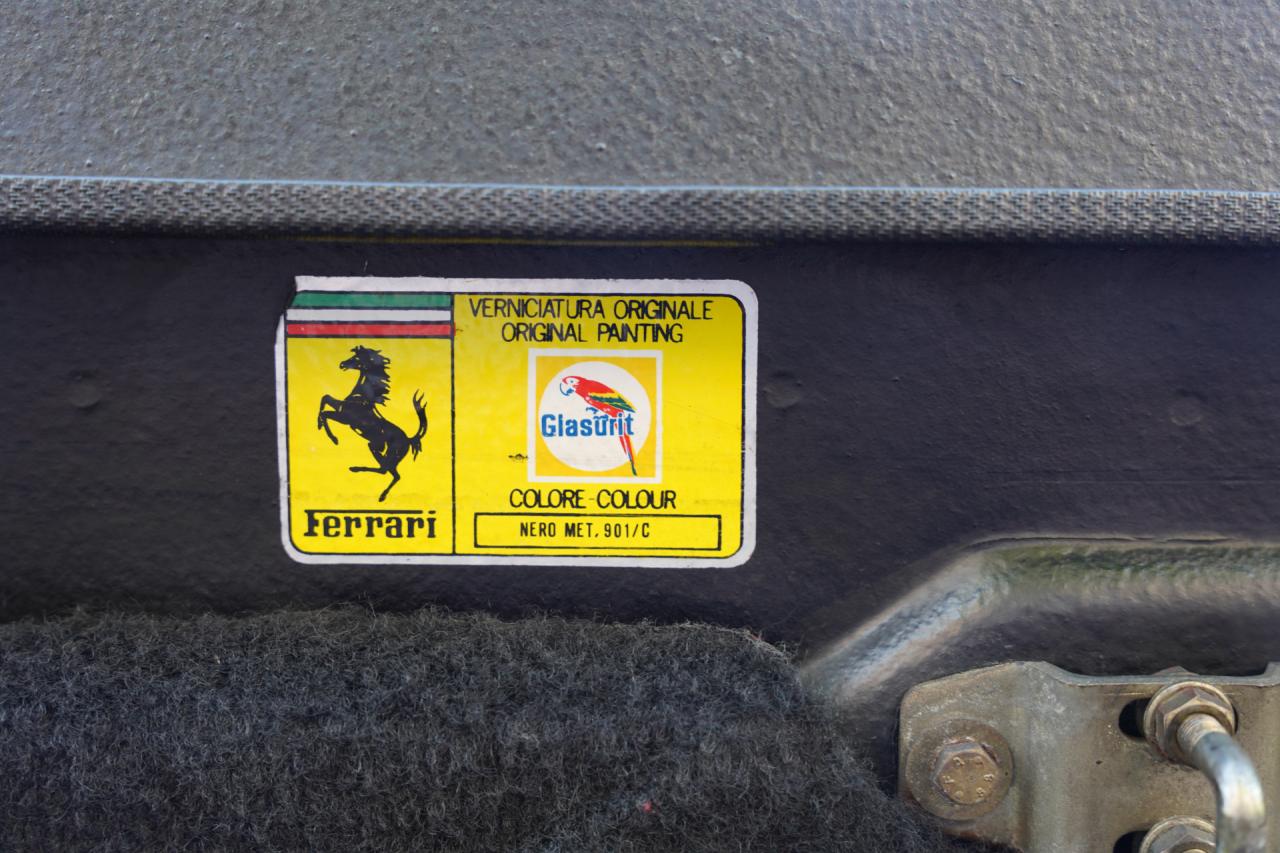 VERNICIATURA ORIGINALE
ORIGINAL PAINTING
Glasurit
COLORE-COLOUR
NERO MET. 901/C
Ferrari